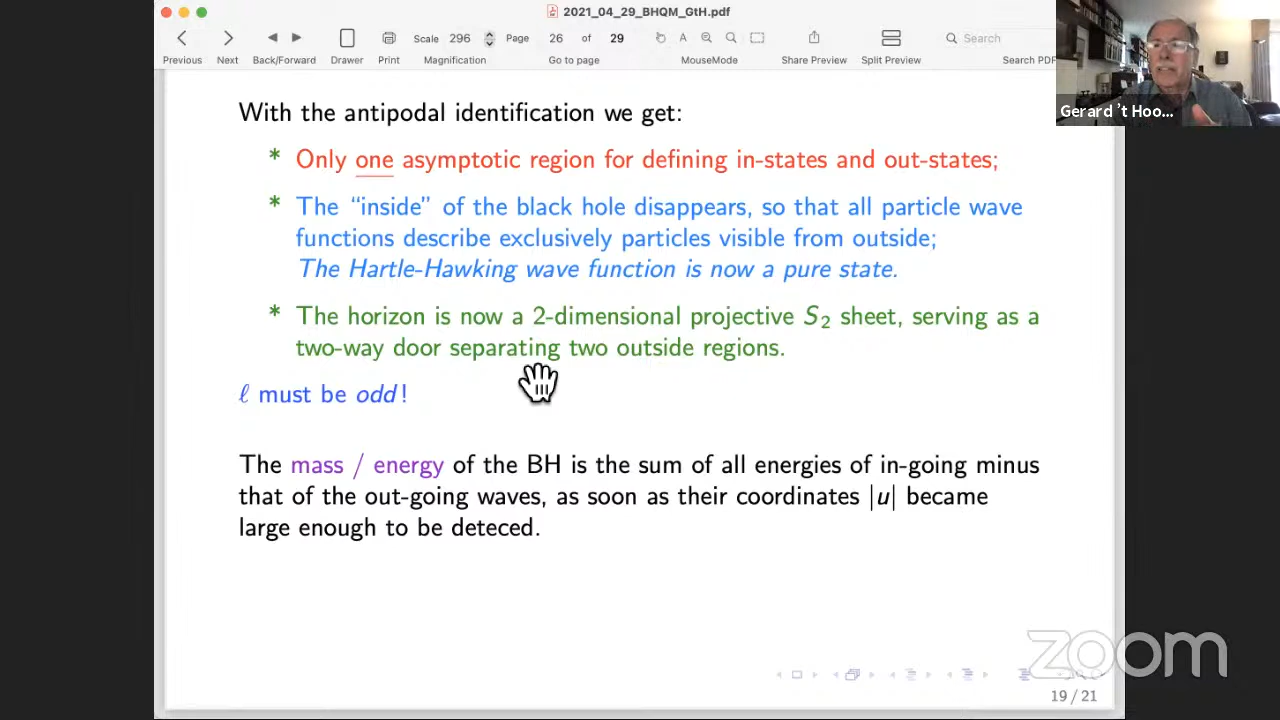 2021_04_29_BHQM_GtH.pdf
Previous Next Back/Forward Drawer Print Scale 296 Magnification Page 26 of 29 Go to page A MouseMode Share Preview Split Preview Search Search PDF
Gerard 't Hoo...
With the antipodal identification we get:
* Only one asymptotic region for defining in-states and out-states;
* The “inside” of the black hole disappears, so that all particle wave
functions describe exclusively particles visible from outside;
The Hartle-Hawking wave function is now a pure state.
* The horizon is now a 2-dimensional projective S₂ sheet, serving as a
two-way door separating two outside regions.
ℓ must be odd!
The mass / energy of the BH is the sum of all energies of in-going minus
that of the out-going waves, as soon as their coordinates |u| became
large enough to be deteced.
zoom
19 / 21